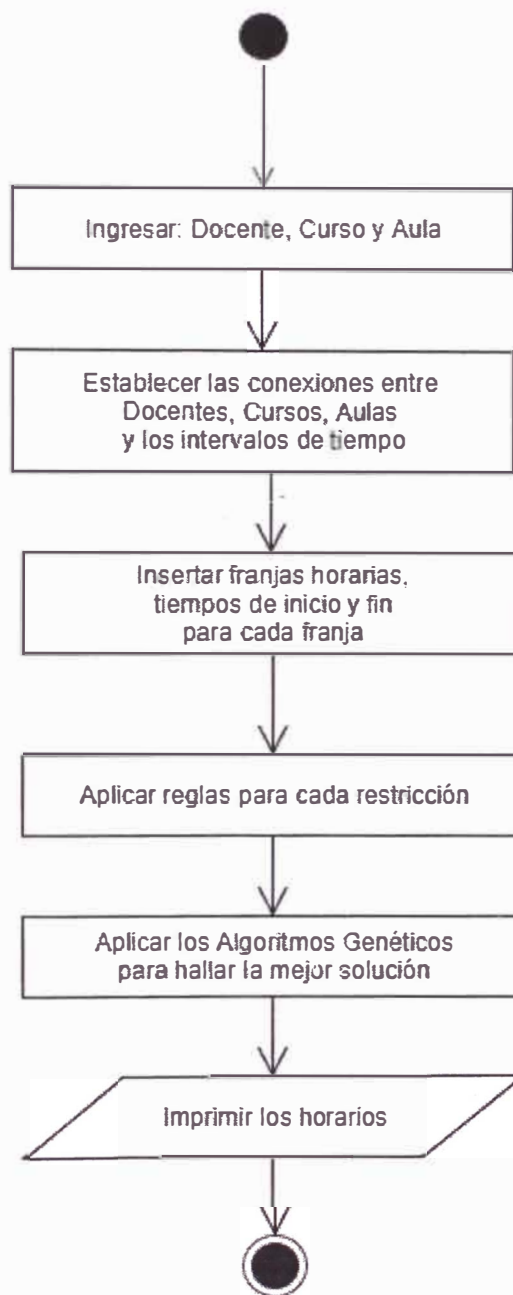 Ingresar: Docente, Curso y Aula
Establecer las conexiones entre
Docentes, Cursos, Aulas
y los intervalos de tiempo
Insertar franjas horarias,
tiempos de inicio y fin
para cada franja
Aplicar reglas para cada restricción
Aplicar los Algoritmos Genéticos
para hallar la mejor solución
Imprimir los horarios